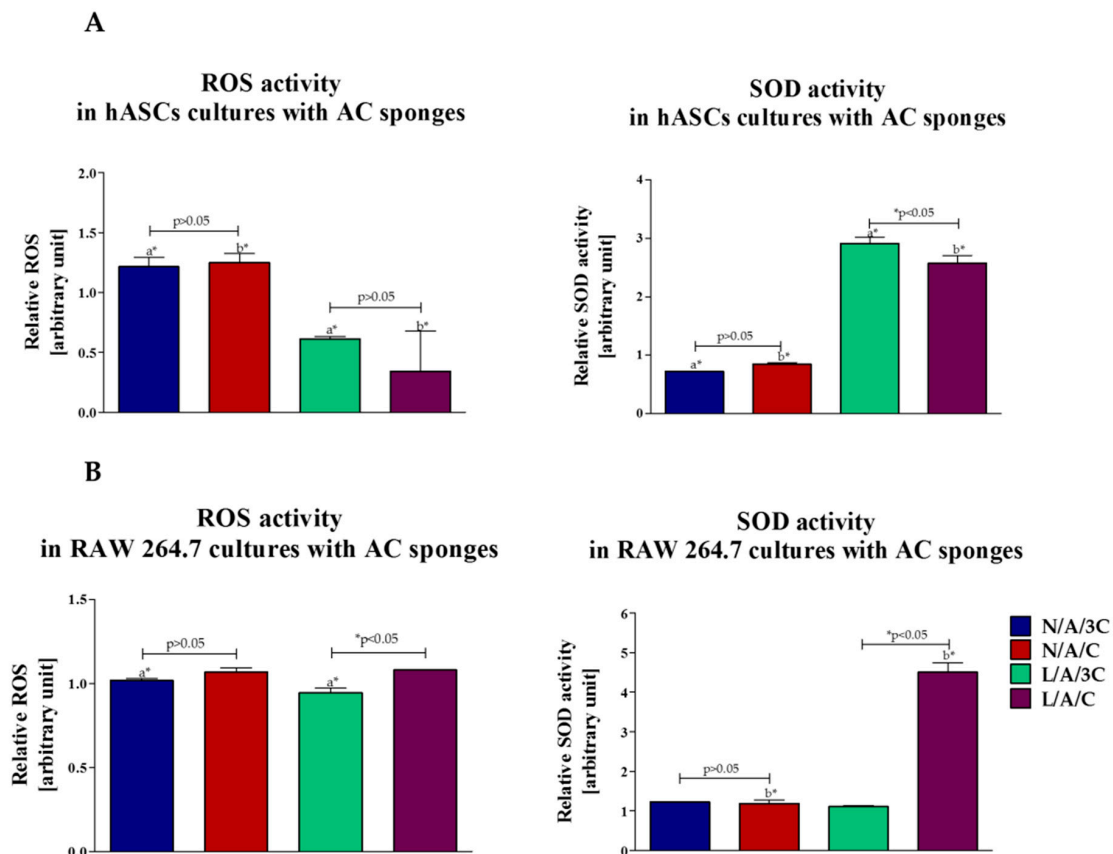 A
ROS activity
in hASCs cultures with AC sponges
Relative ROS
[arbitrary unit]
2.0
1.5
1.0
0.5
0.0
p>0.05
a*
b*
p>0.05
a*
b*
SOD activity
in hASCs cultures with AC sponges
Relative SOD activity
[arbitrary unit]
4
3
2
1
0
p>0.05
a*
b*
*p<0.05
a*
b*
B
ROS activity
in RAW 264.7 cultures with AC sponges
Relative ROS
[arbitrary unit]
1.5
1.0
0.5
0.0
p>0.05
a*
*p<0.05
a*
SOD activity
in RAW 264.7 cultures with AC sponges
Relative SOD activity
[arbitrary unit]
6
5
4
3
2
1
0
p>0.05
b*
*p<0.05
b*
N/A/3C
N/A/C
L/A/3C
L/A/C